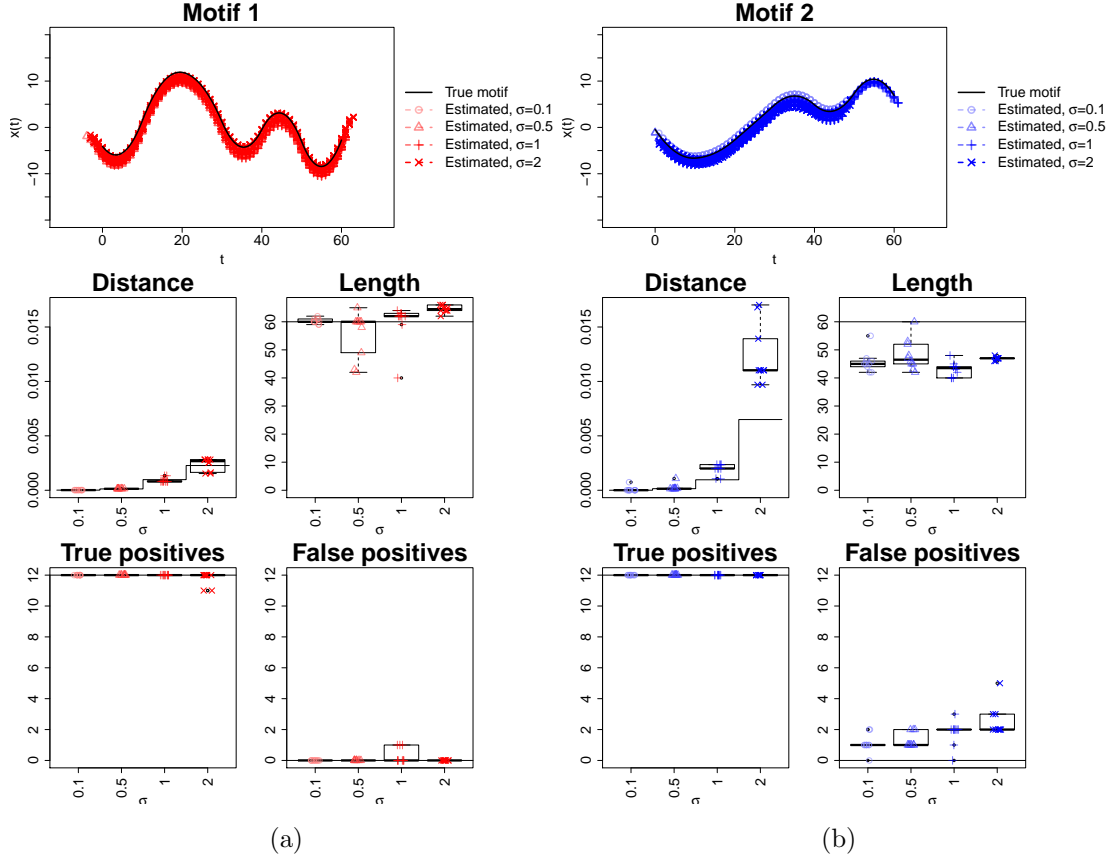 Motif 1
10
0
−10
x(t)
0
20
40
60
t
True motif
Estimated, σ=0.1
Estimated, σ=0.5
Estimated, σ=1
Estimated, σ=2
Motif 2
10
0
−10
x(t)
0
20
40
60
t
True motif
Estimated, σ=0.1
Estimated, σ=0.5
Estimated, σ=1
Estimated, σ=2
Distance
0.015
0.010
0.005
0.000
0.1
0.5
1
2
σ
Length
60
50
40
30
20
10
0
0.1
0.5
1
2
σ
Distance
0.015
0.010
0.005
0.000
0.1
0.5
1
2
σ
Length
60
50
40
30
20
10
0
0.1
0.5
1
2
σ
True positives
12
10
8
6
4
2
0
0.1
0.5
1
2
σ
False positives
12
10
8
6
4
2
0
0.1
0.5
1
2
σ
True positives
12
10
8
6
4
2
0
0.1
0.5
1
2
σ
False positives
12
10
8
6
4
2
0
0.1
0.5
1
2
σ
(a)
(b)